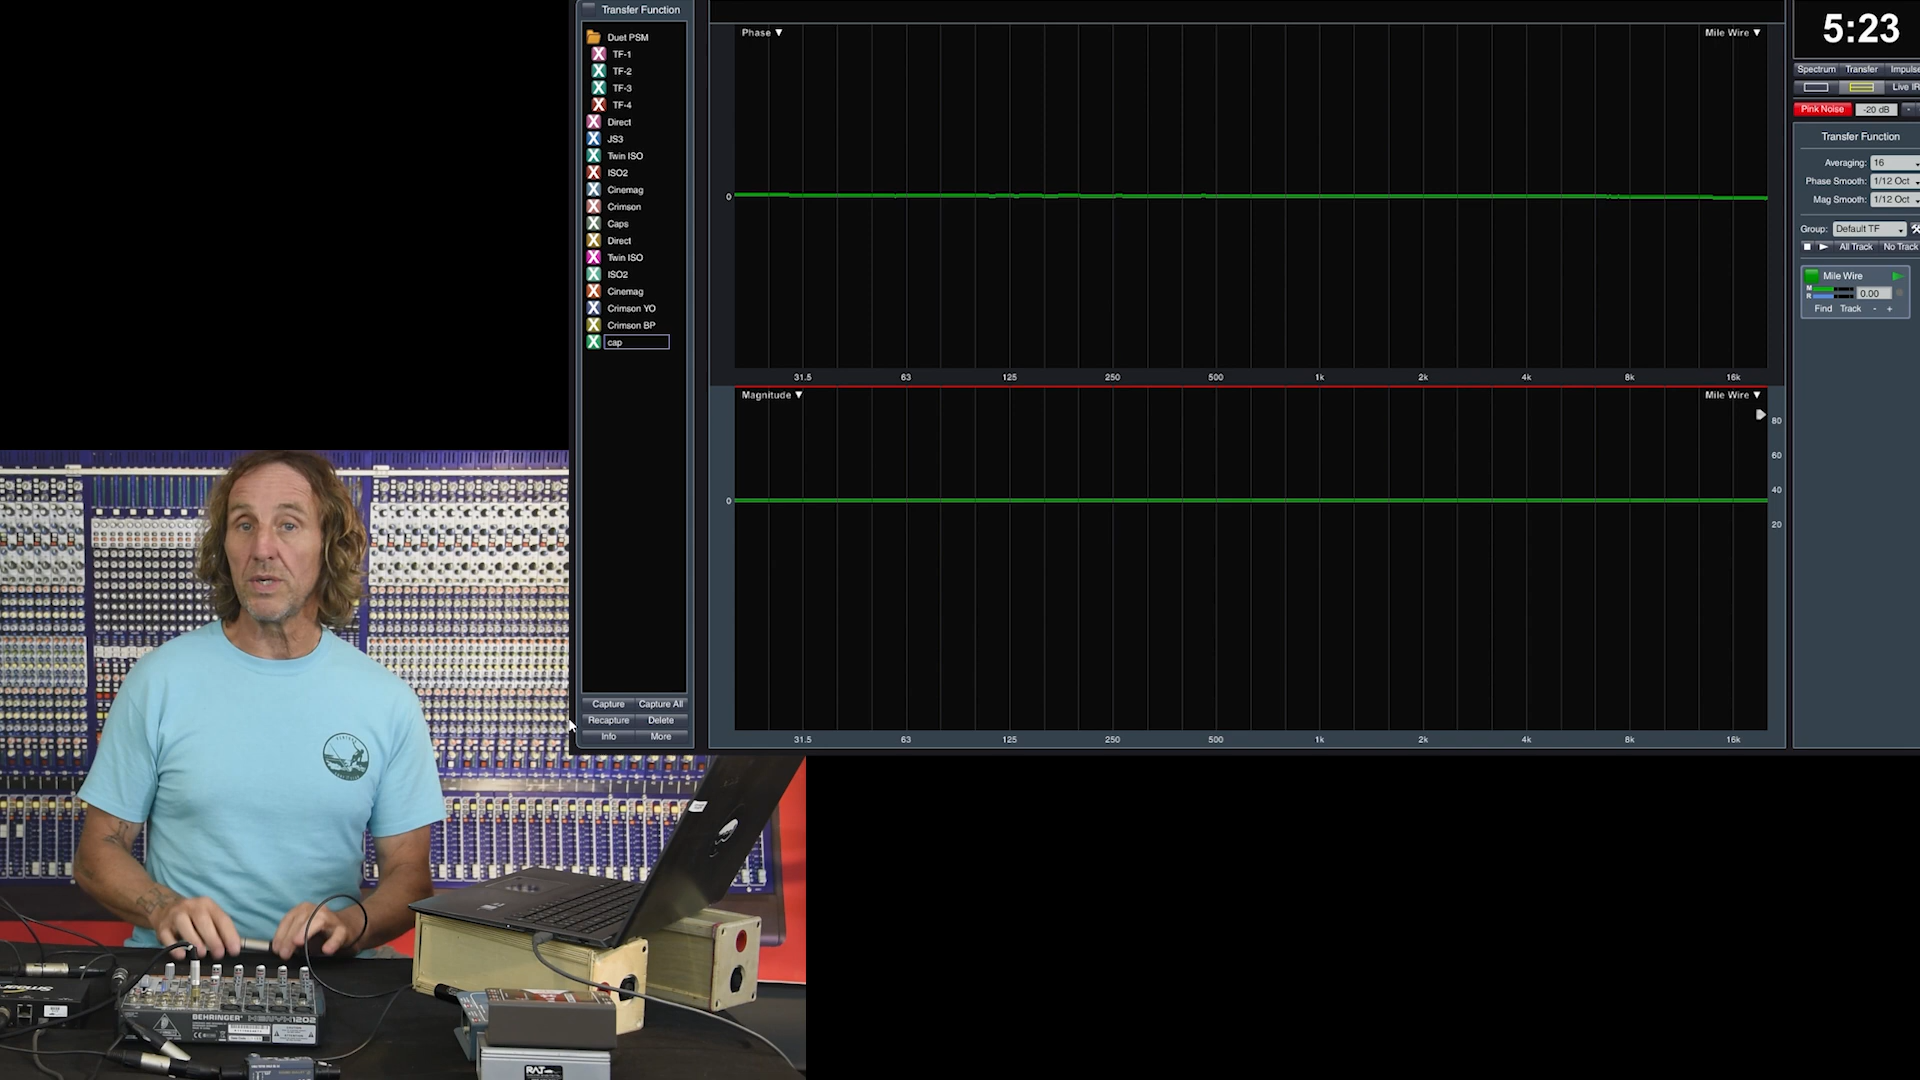 Transfer Function
Duet PSM
TF-1
TF-2
TF-3
TF-4
Direct
JS3
Twin ISO
ISO2
Cinemag
Crimson
Caps
Direct
Twin ISO
ISO2
Cinemag
Crimson YO
Crimson BP
cap
Capture Capture All
Recapture Delete
Info More
Phase ▼ Mile Wire ▼
0
31.5 63 125 250 500 1k 2k 4k 8k 16k
Magnitude ▼ Mile Wire ▼
80
60
40
0
20
31.5 63 125 250 500 1k 2k 4k 8k 16k
5:23
Spectrum Transfer Impulse
Live IR
Pink Noise -20 dB
Transfer Function
Averaging: 16
Phase Smooth: 1/12 Oct
Mag Smooth: 1/12 Oct
Group: Default TF
All Track No Track
Mile Wire
M
R 0.00
Find Track - +
BEHRINGER XENYX1202
RAT